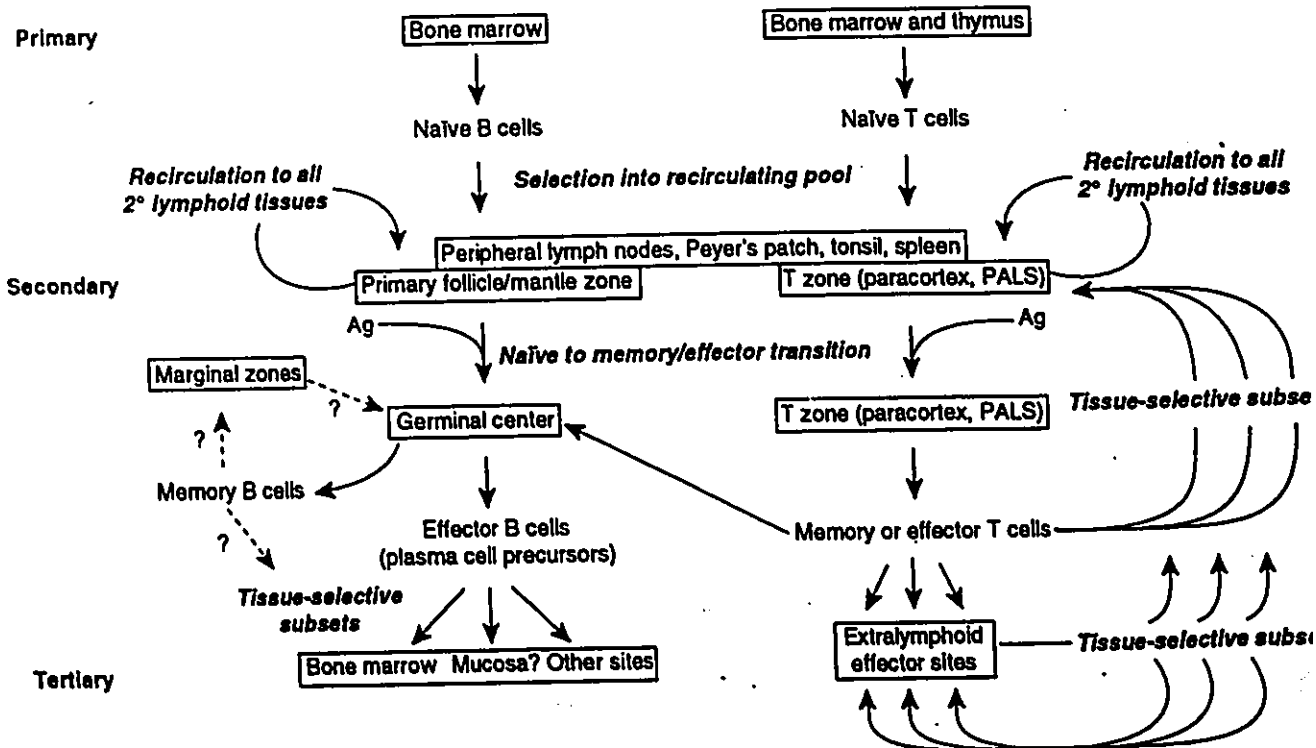 Primary
Bone marrow
Bone marrow and thymus
Naïve B cells
Naïve T cells
Recirculation to all
2° lymphoid tissues
Selection into recirculating pool
Recirculation to all
2° lymphoid tissues
Peripheral lymph nodes, Peyer's patch, tonsil, spleen
Secondary
Primary follicle/mantle zone
T zone (paracortex, PALS)
Ag
Ag
Naïve to memory/effector transition
Marginal zones
?
Germinal center
T zone (paracortex, PALS)
Tissue-selective subse
?
Memory B cells
?
Effector B cells
(plasma cell precursors)
Memory or effector T cells
Tissue-selective
subsets
Extralymphoid
effector sites
Tissue-selective subse
Tertiary
Bone marrow Mucosa? Other sites